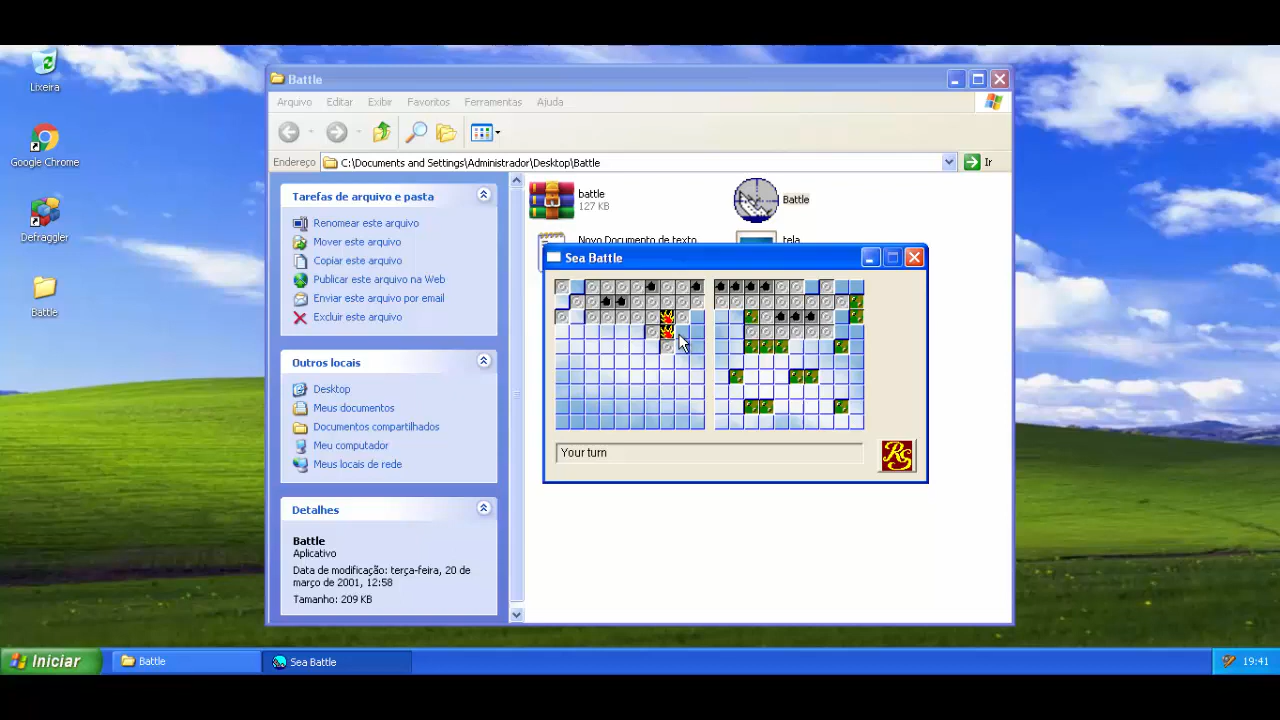 Lixeira
Google Chrome
Defraggler
Battle
Battle
Arquivo Editar Exibir Favoritos Ferramentas Ajuda
Endereço C:\Documents and Settings\Administrador\Desktop\Battle Ir
Tarefas de arquivo e pasta
Renomear este arquivo
Mover este arquivo
Copiar este arquivo
Publicar este arquivo na Web
Enviar este arquivo por email
Excluir este arquivo
Outros locais
Desktop
Meus documentos
Documentos compartilhados
Meu computador
Meus locais de rede
Detalhes
Battle
Aplicativo
Data de modificação: terça-feira, 20 de
março de 2001, 12:58
Tamanho: 209 KB
battle
127 KB
Battle
Novo Documento de texto
tela
Sea Battle
Your turn
RS
Iniciar
Battle
Sea Battle
19:41